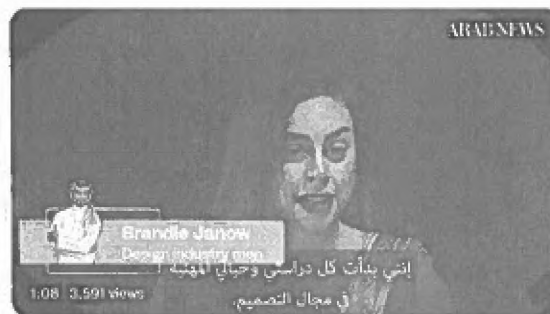 ARAB NEWS
Brandie Janow
Design industry men
إنني بدأت كل دراستي وحياتي المهنية
في مجال التصميم.
1:08 3,591 views